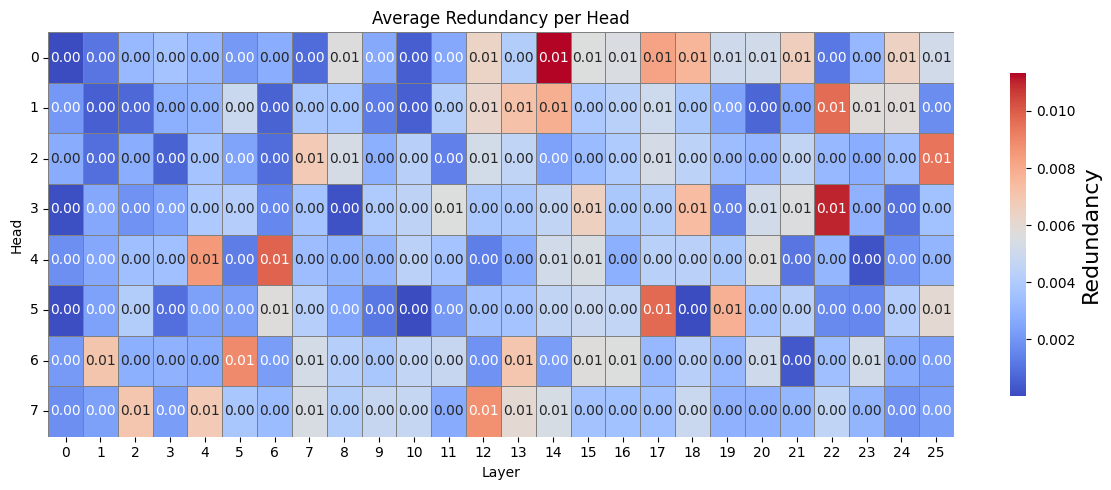 Average Redundancy per Head
0 0.00 0.00 0.00 0.00 0.00 0.00 0.00 0.00 0.01 0.00 0.00 0.00 0.01 0.00 0.01 0.01 0.01 0.01 0.01 0.01 0.01 0.01 0.00 0.00 0.01 0.01
1 0.00 0.00 0.00 0.00 0.00 0.00 0.00 0.00 0.00 0.00 0.00 0.00 0.01 0.01 0.01 0.00 0.00 0.01 0.00 0.00 0.00 0.00 0.01 0.01 0.01 0.00
2 0.00 0.00 0.00 0.00 0.00 0.00 0.00 0.01 0.01 0.00 0.00 0.00 0.01 0.00 0.00 0.00 0.00 0.01 0.00 0.00 0.00 0.00 0.00 0.00 0.00 0.01
3 0.00 0.00 0.00 0.00 0.00 0.00 0.00 0.00 0.00 0.00 0.00 0.01 0.00 0.00 0.00 0.01 0.00 0.00 0.01 0.00 0.01 0.01 0.01 0.00 0.00 0.00
4 0.00 0.00 0.00 0.00 0.01 0.00 0.01 0.00 0.00 0.00 0.00 0.00 0.00 0.00 0.01 0.01 0.00 0.00 0.00 0.00 0.01 0.00 0.00 0.00 0.00 0.00
5 0.00 0.00 0.00 0.00 0.00 0.00 0.01 0.00 0.00 0.00 0.00 0.00 0.00 0.00 0.00 0.00 0.00 0.01 0.00 0.01 0.00 0.00 0.00 0.00 0.00 0.01
6 0.00 0.01 0.00 0.00 0.00 0.01 0.00 0.01 0.00 0.00 0.00 0.00 0.00 0.01 0.00 0.01 0.01 0.00 0.00 0.00 0.01 0.00 0.00 0.01 0.00 0.00
7 0.00 0.00 0.01 0.00 0.01 0.00 0.00 0.01 0.00 0.00 0.00 0.00 0.01 0.01 0.01 0.00 0.00 0.00 0.00 0.00 0.00 0.00 0.00 0.00 0.00 0.00
0 1 2 3 4 5 6 7 8 9 10 11 12 13 14 15 16 17 18 19 20 21 22 23 24 25
Layer
Head
0.010
0.008
0.006
0.004
0.002
Redundancy